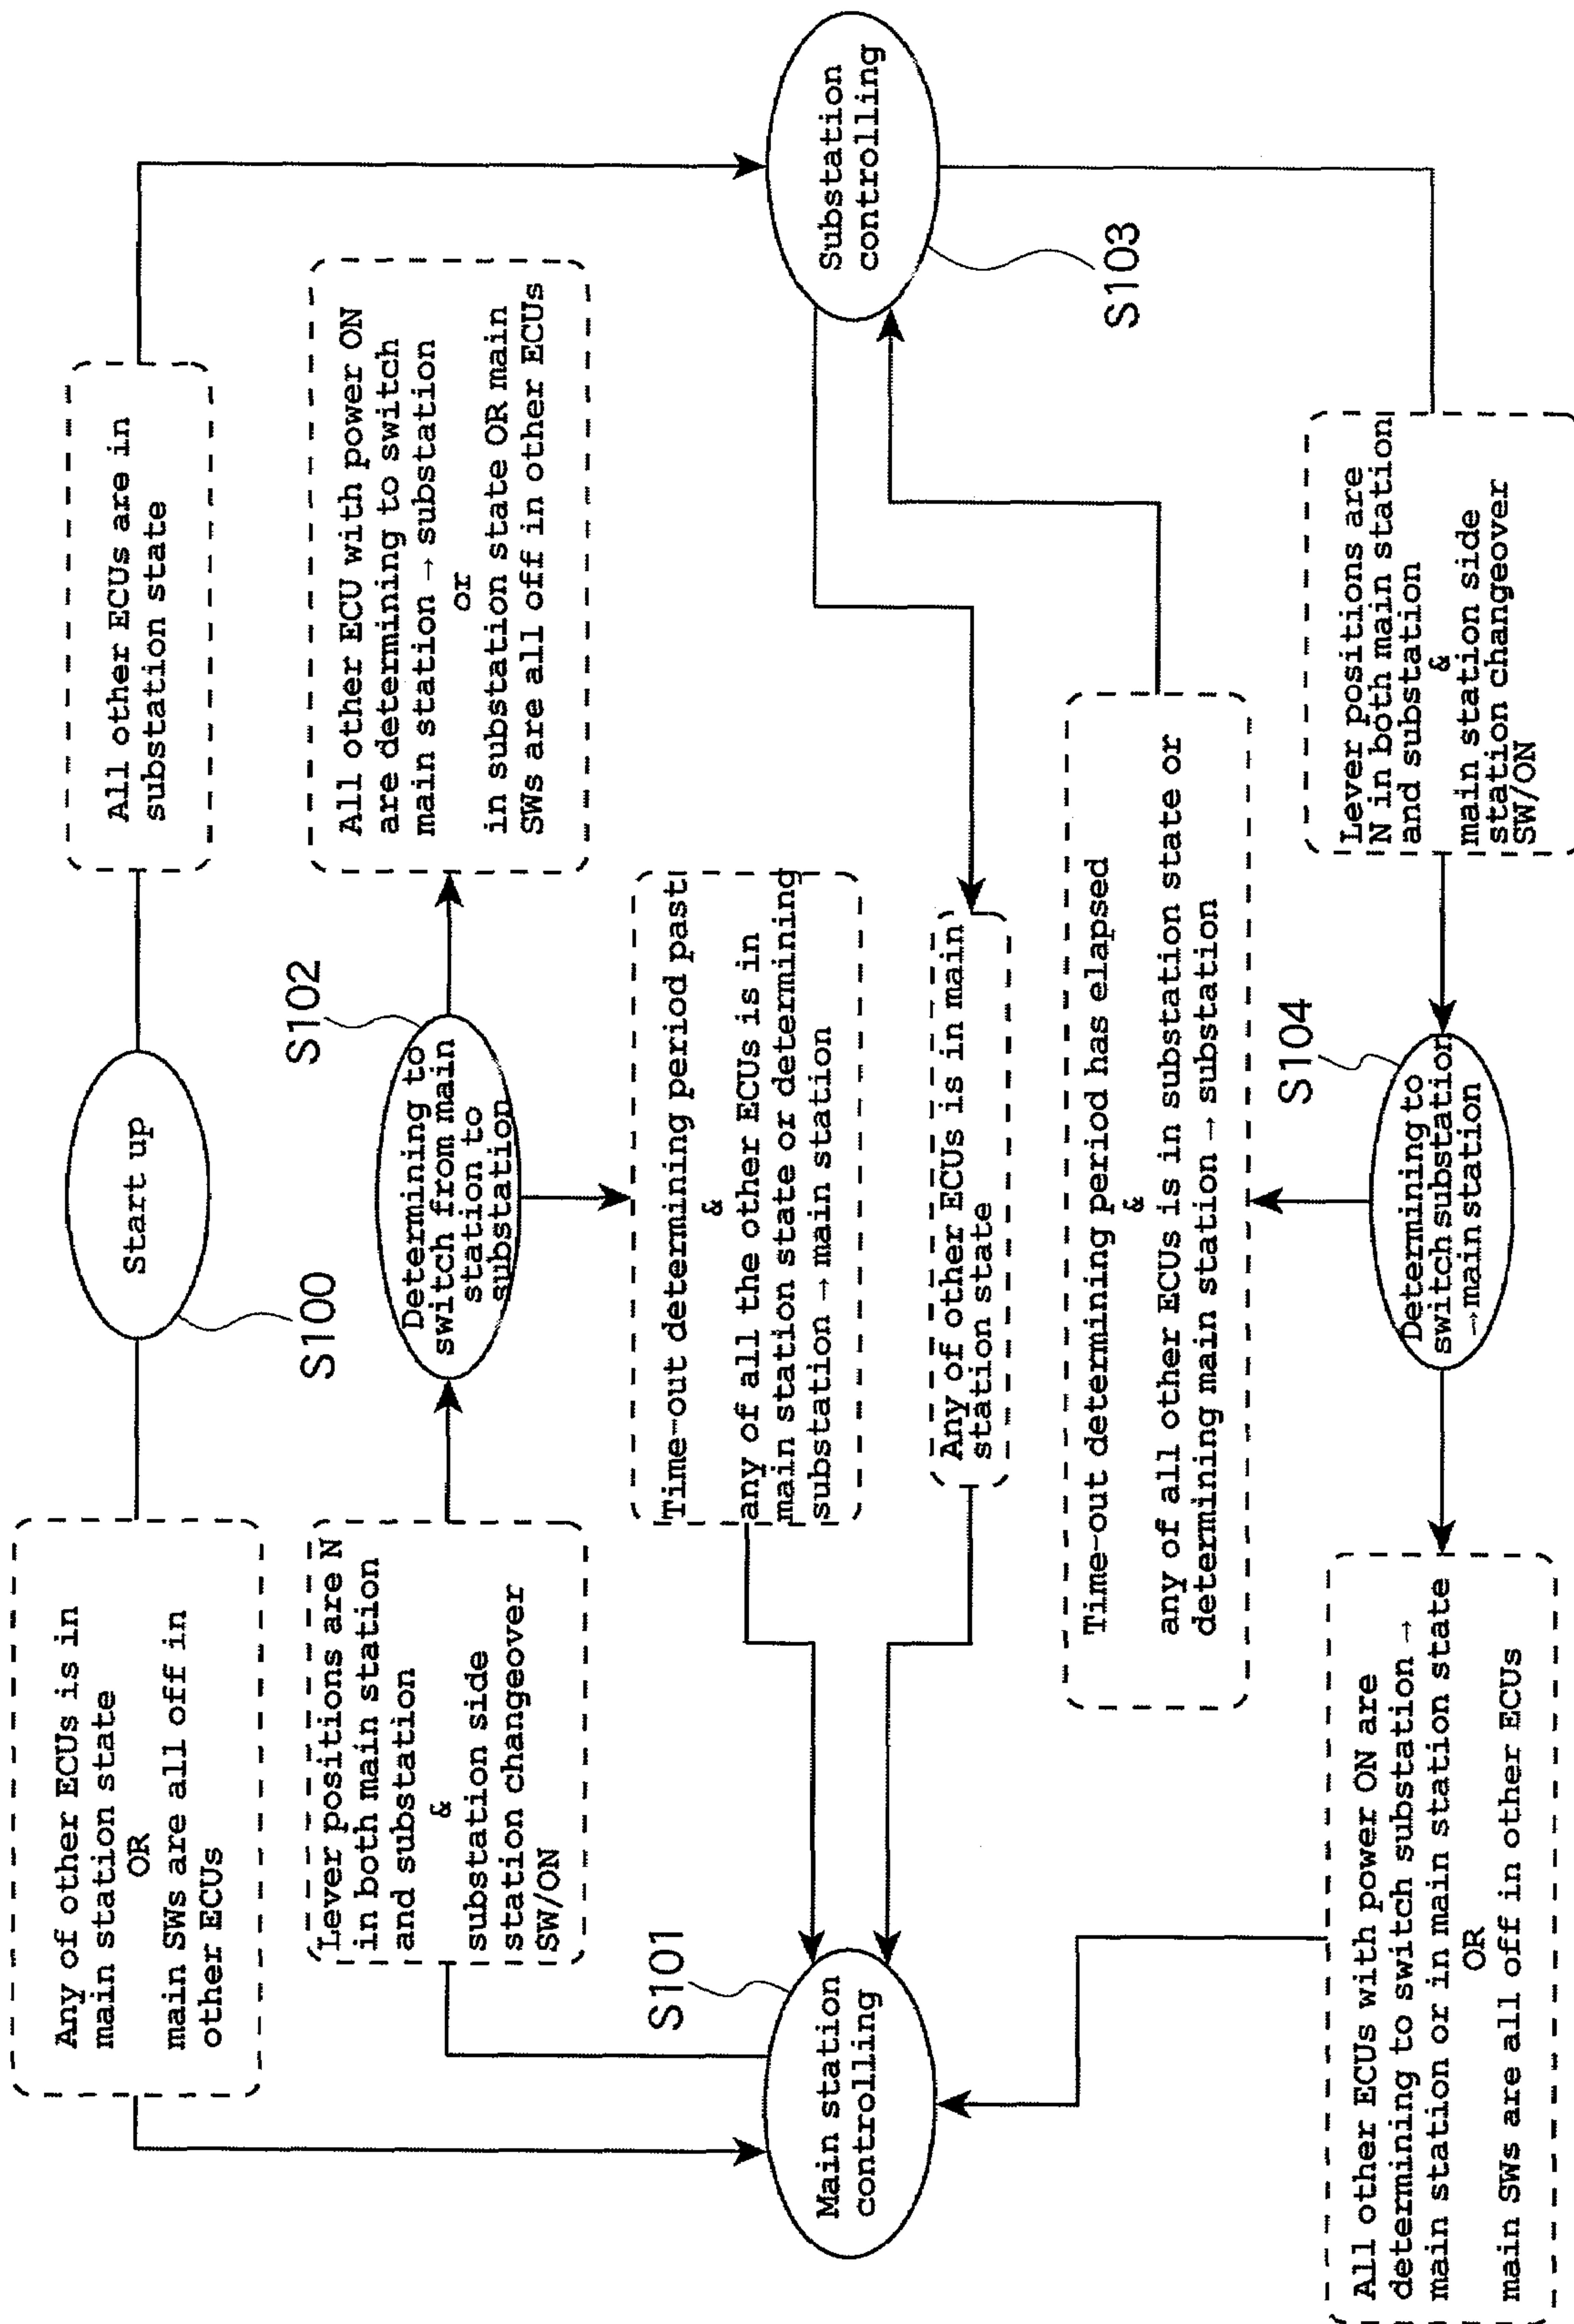 Any of other ECUs is in
main station state
OR
main SWs are all off in
other ECUs
Start up
S100
All other ECUs are in
substation state
Lever positions are N
in both main station
and substation
&
substation side
station changeover
SW/ON
Determining to
switch from main
station to
substation
S102
All other ECU with power ON
are determining to switch
main station → substation
or
in substation state OR main
SWs are all off in other ECUs
Time-out determining period past
&
any of all the other ECUs is in
main station state or determining
substation → main station
S101
Main station
controlling
Substation
controlling
S103
Any of other ECUs is in main
station state
Time-out determining period has elapsed
&
any of all other ECUs is in substation state or
determining main station → substation
All other ECUs with power ON are
determining to switch substation →
main station or in main station state
OR
main SWs are all off in other ECUs
S104
Determining to
switch substation
→main station
Lever positions are
N in both main station
and substation
&
main station side
station changeover
SW/ON